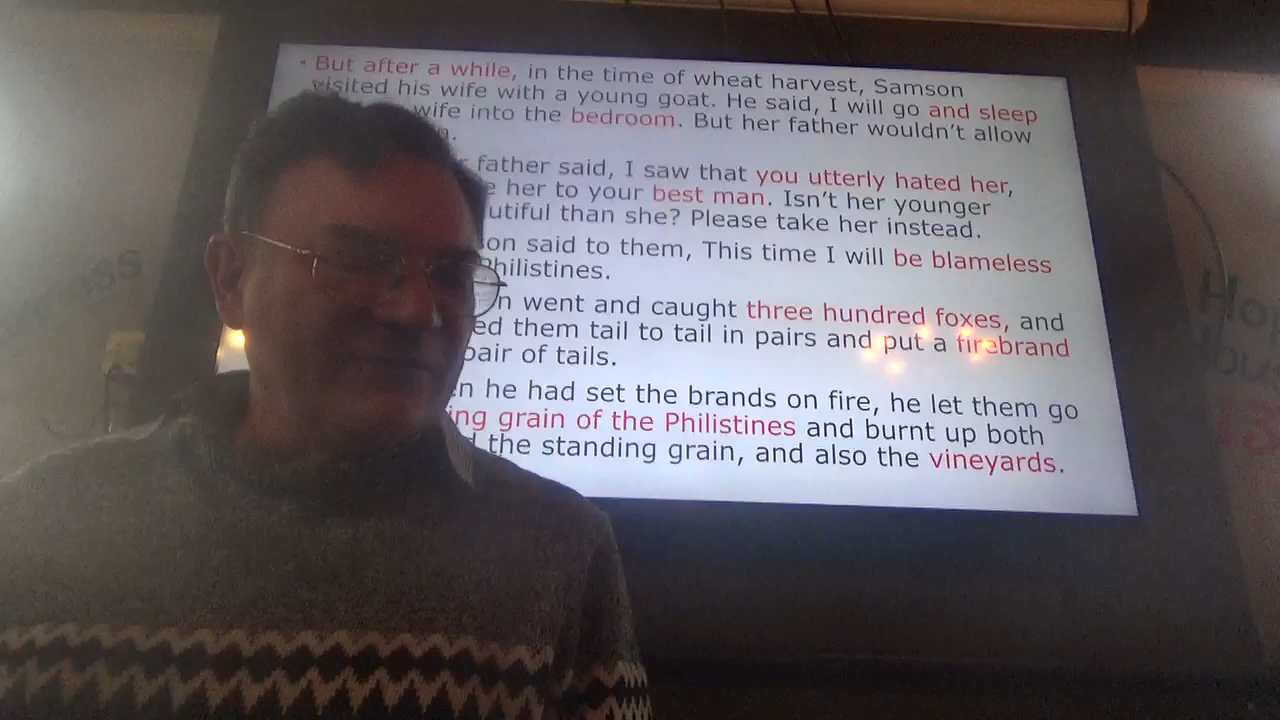 • But after a while, in the time of wheat harvest, Samson
visited his wife with a young goat. He said, I will go and sleep
wife into the bedroom. But her father wouldn't allow
father said, I saw that you utterly hated her,
her to your best man. Isn't her younger
than she? Please take her instead.
said to them, This time I will be blameless
Philistines.
went and caught three hundred foxes, and
them tail to tail in pairs and put a firebrand
pair of tails.
he had set the brands on fire, he let them go
grain of the Philistines and burnt up both
the standing grain, and also the vineyards.